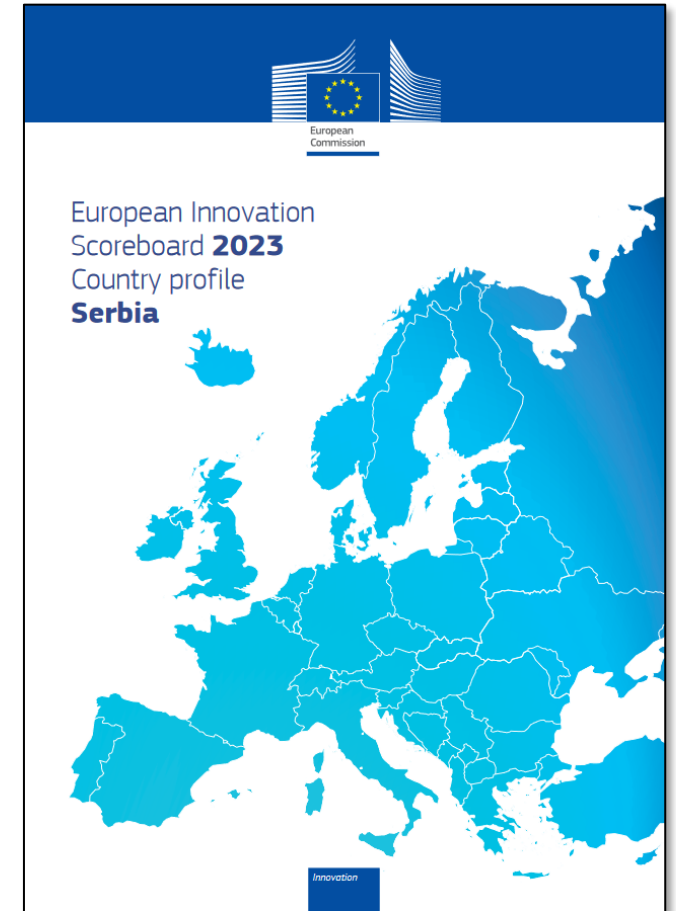 European
Commission
European Innovation
Scoreboard 2023
Country profile
Serbia
Innovation